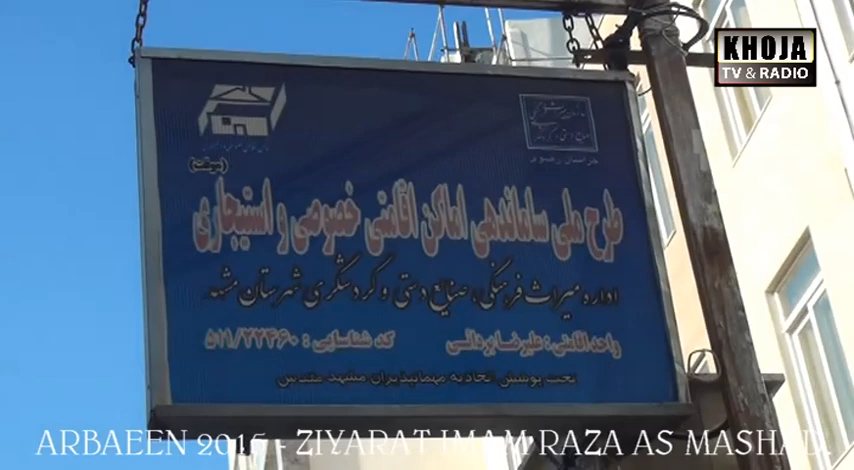 KHOJA
TV & RADIO
خراسان رضوی
(موقت)
طرح ملی ساماندهی اماکن اقامتی خصوصی و استیجاری
اداره میراث فرهنگی، صنایع دستی و گردشگری شهرستان مشهد
واحد اقامتی: علیرضا یزدانی کد شناسایی: ۵۱۱/۲۲۴۶۰
تحت پوشش اتحادیه مهمانپذیران مشهد مقدس
ARBAEEN 2015 - ZIYARAT IMAM RAZA AS MASHAD.